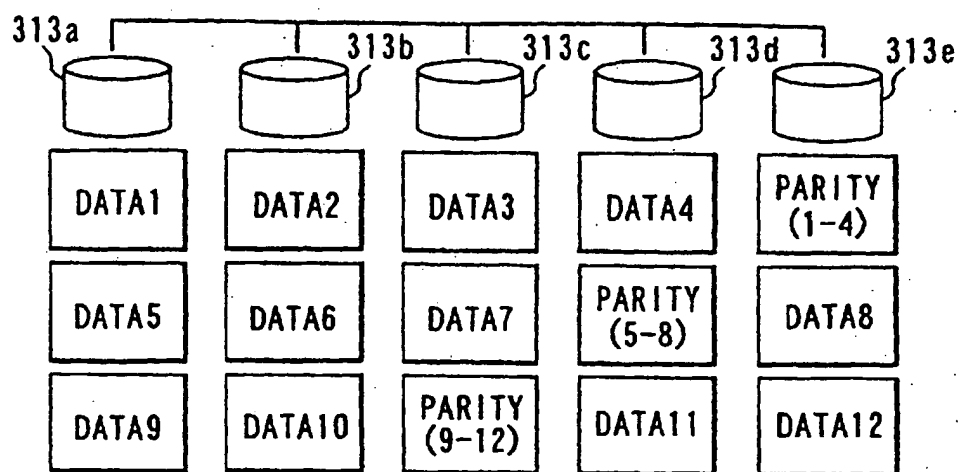 313a
313b
313c
313d
313e
DATA1
DATA2
DATA3
DATA4
PARITY
(1-4)
DATA5
DATA6
DATA7
PARITY
(5-8)
DATA8
DATA9
DATA10
PARITY
(9-12)
DATA11
DATA12